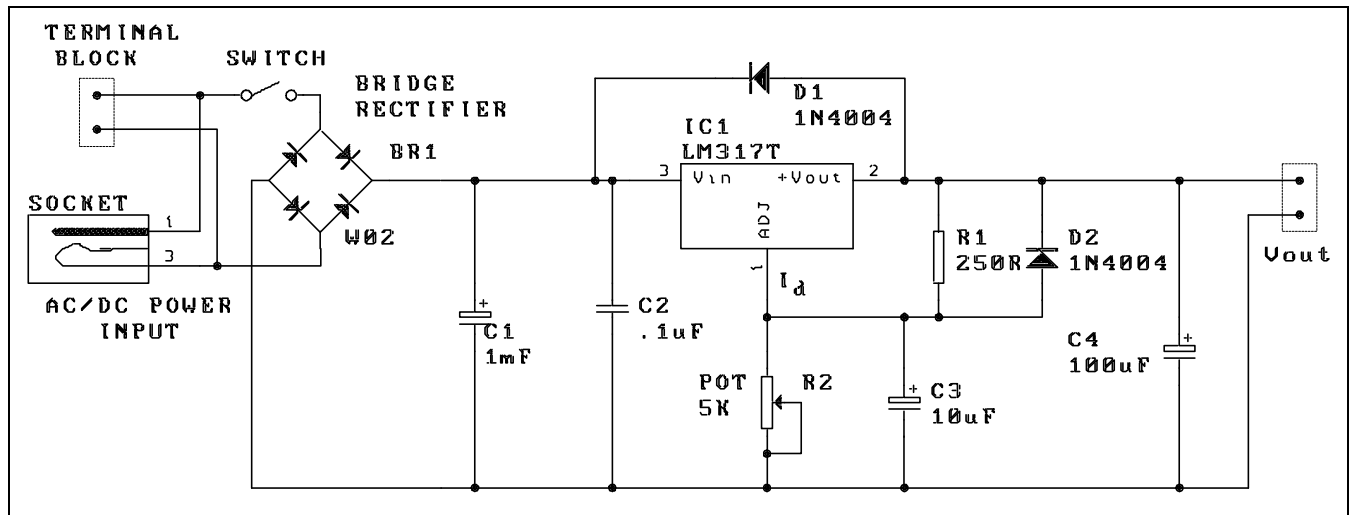 TERMINAL
BLOCK
SWITCH
BRIDGE
RECTIFIER
BR1
W02
SOCKET
1
3
AC/DC POWER
INPUT
D1
1N4004
IC1
LM317T
3
Vin
+Vout
2
ADJ
1
Id
R1
250R
D2
1N4004
Vout
+
C1
1mF
C2
.1uF
POT
5K
R2
+
C3
10uF
+
C4
100uF